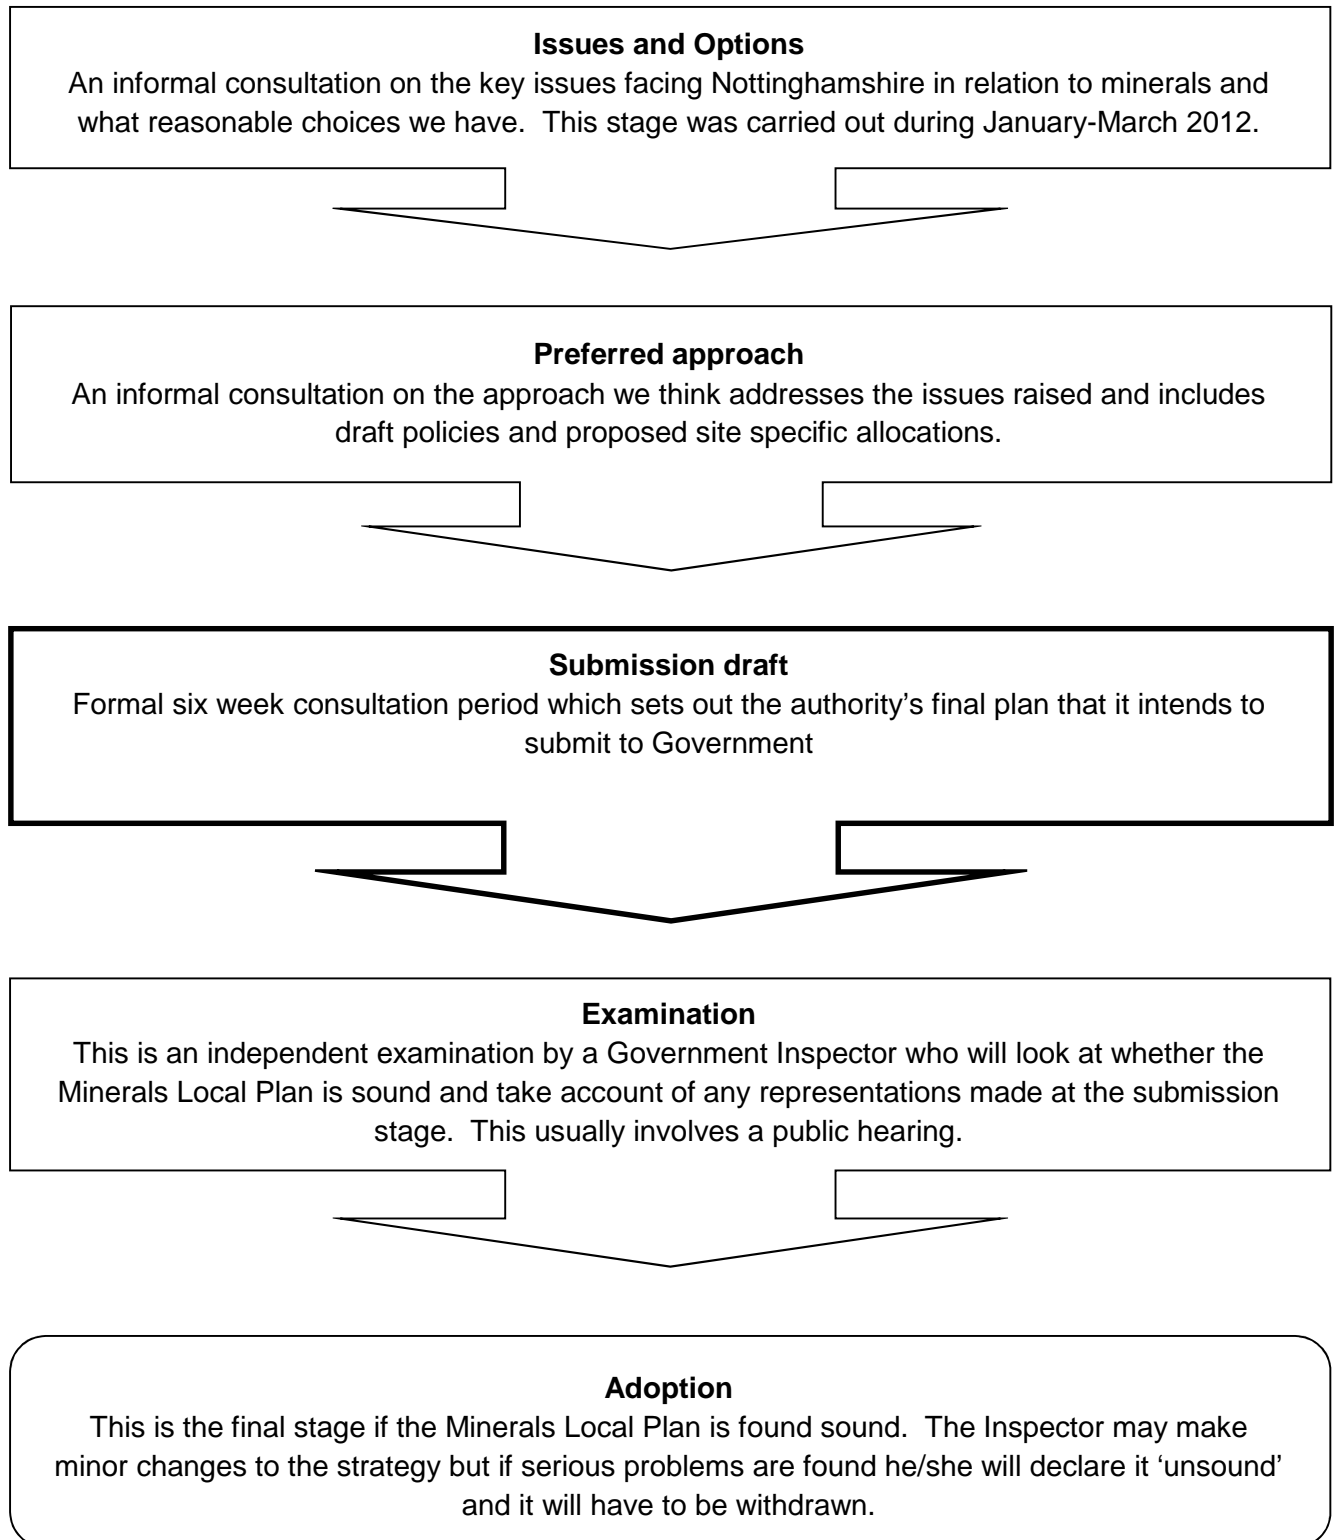 Issues and Options
An informal consultation on the key issues facing Nottinghamshire in relation to minerals and
what reasonable choices we have.  This stage was carried out during January-March 2012.
Preferred approach
An informal consultation on the approach we think addresses the issues raised and includes
draft policies and proposed site specific allocations.
Submission draft
Formal six week consultation period which sets out the authority’s final plan that it intends to
submit to Government
Examination
This is an independent examination by a Government Inspector who will look at whether the
Minerals Local Plan is sound and take account of any representations made at the submission
stage.  This usually involves a public hearing.
Adoption
This is the final stage if the Minerals Local Plan is found sound.  The Inspector may make
minor changes to the strategy but if serious problems are found he/she will declare it ‘unsound’
and it will have to be withdrawn.